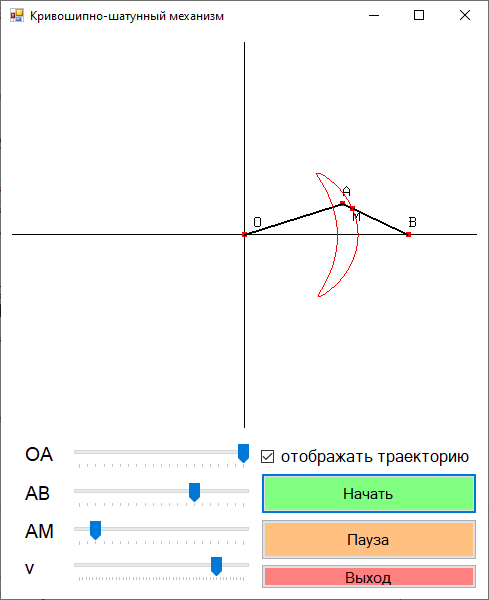 Кривошипно-шатунный механизм
A
O
M
B
OA
AB
AM
v
отображать траекторию
Начать
Пауза
Выход